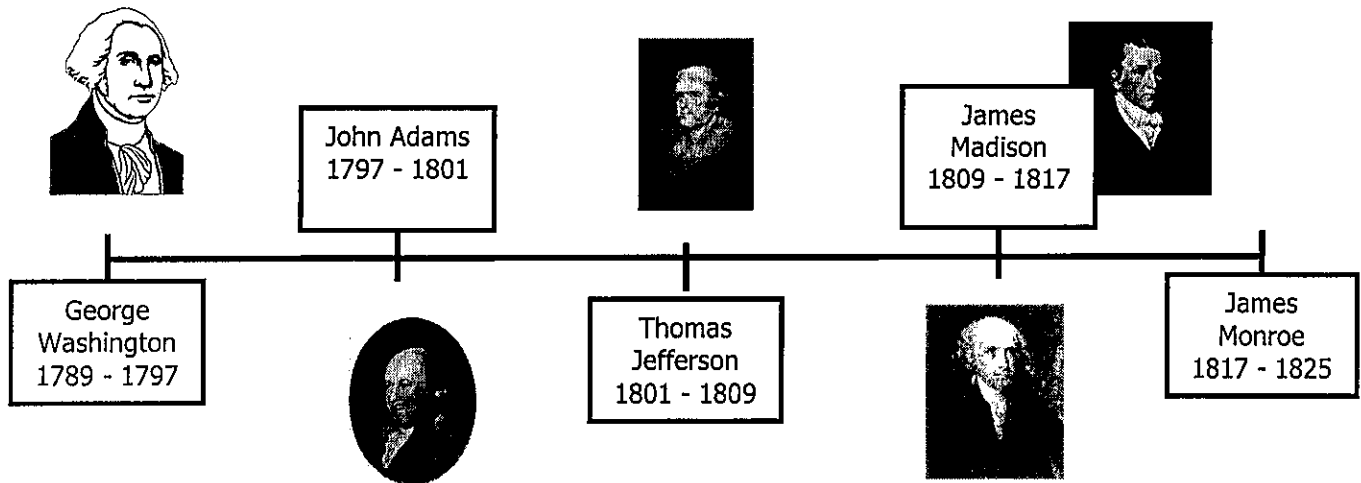 George
Washington
1789 - 1797
John Adams
1797 - 1801
Thomas
Jefferson
1801 - 1809
James
Madison
1809 - 1817
James
Monroe
1817 - 1825